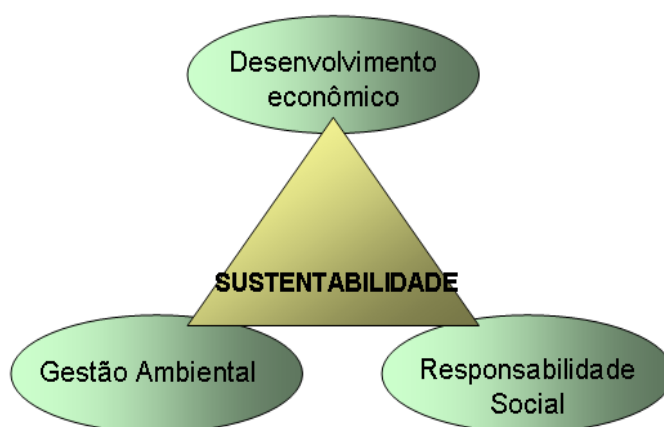 Desenvolvimento
econômico
SUSTENTABILIDADE
Gestão Ambiental
Responsabilidade
Social